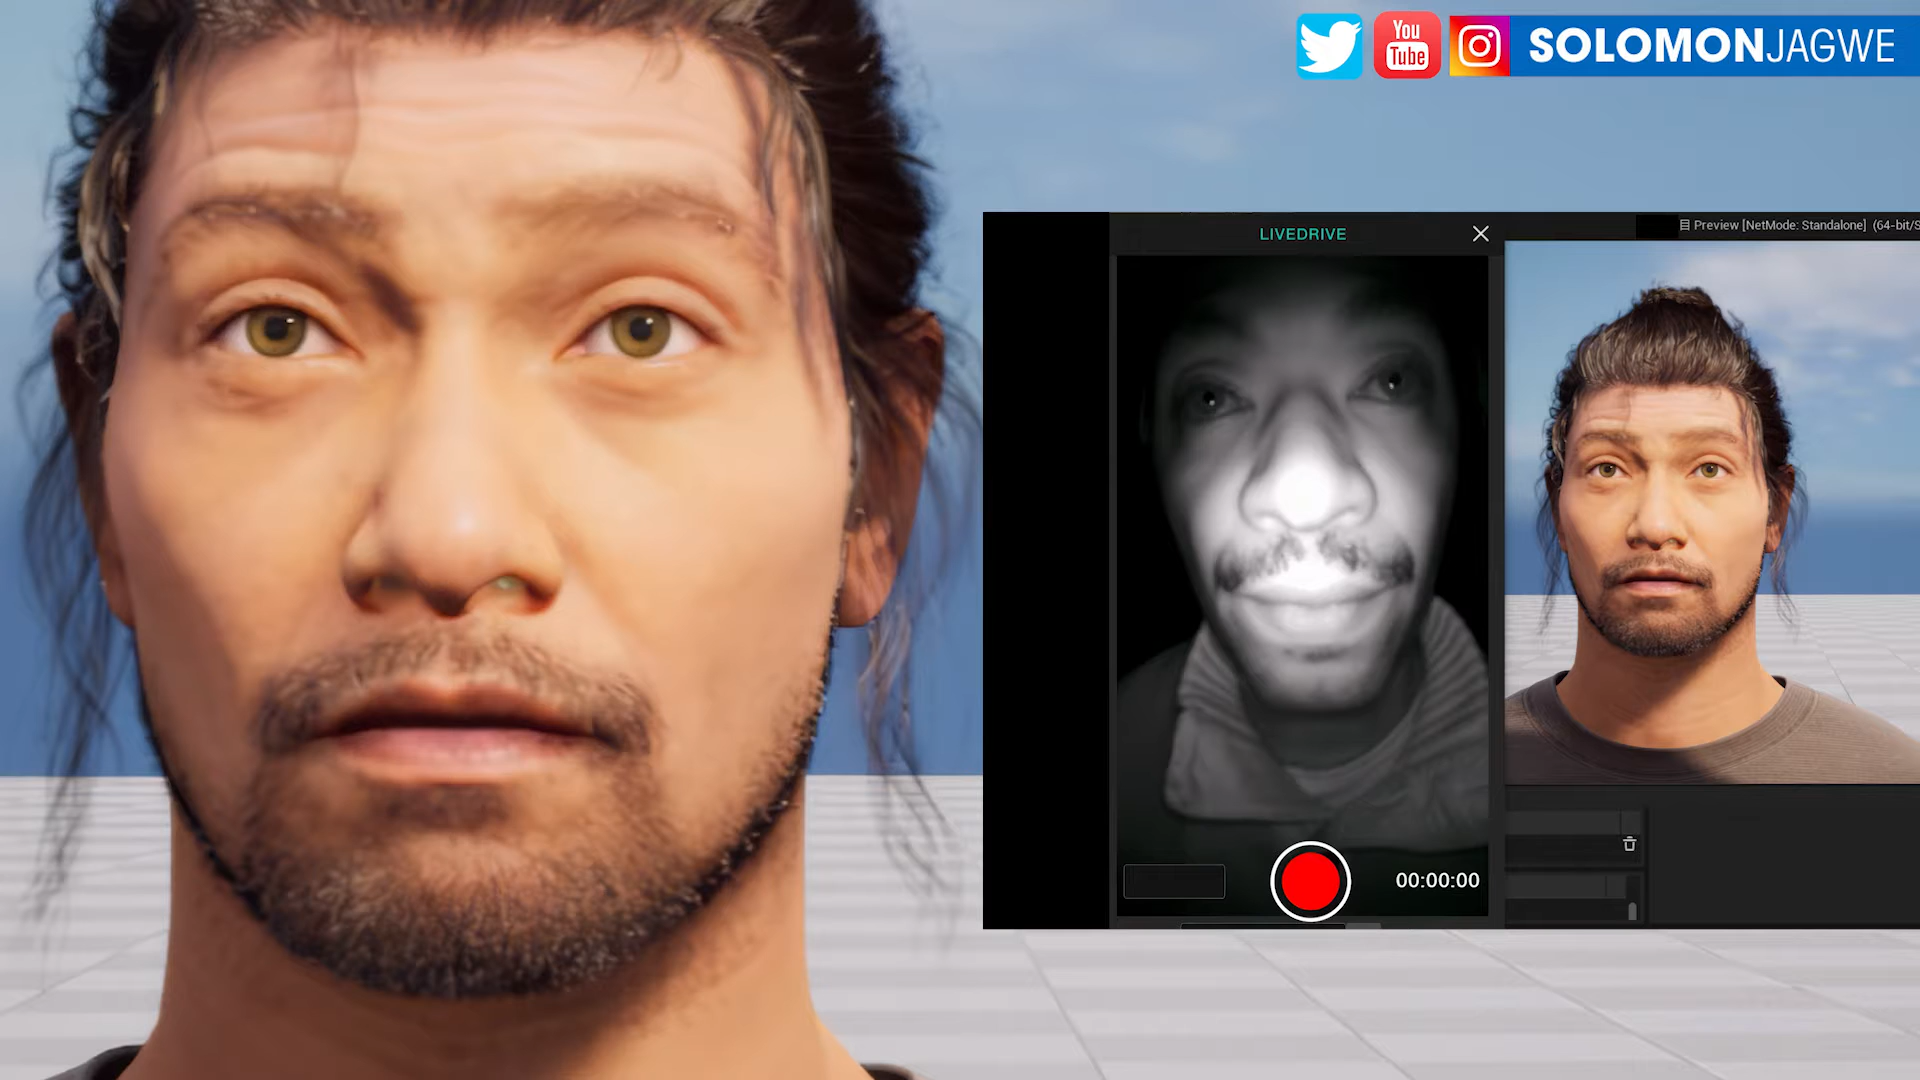 You
Tube
SOLOMONJAGWE
Preview [NetMode: Standalone] (64-bit/S
LIVEDRIVE
00:00:00